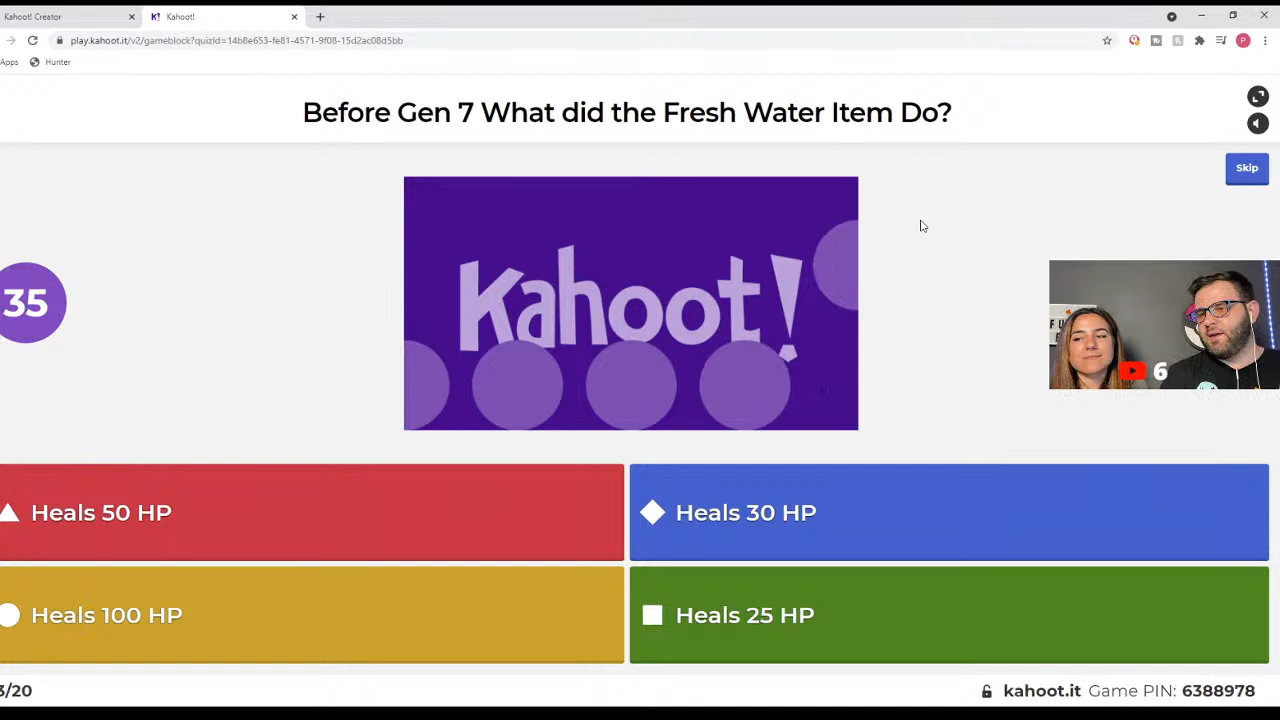 Kahoot! Creator
Kahoot!
play.kahoot.it/v2/gameblock?quizId=14b8e653-fe81-4571-9f08-15d2ac08d5bb
P
Apps
Hunter
Before Gen 7 What did the Fresh Water Item Do?
Skip
Kahoot!
35
6
Heals 50 HP
Heals 30 HP
Heals 100 HP
Heals 25 HP
3/20
kahoot.it Game PIN: 6388978